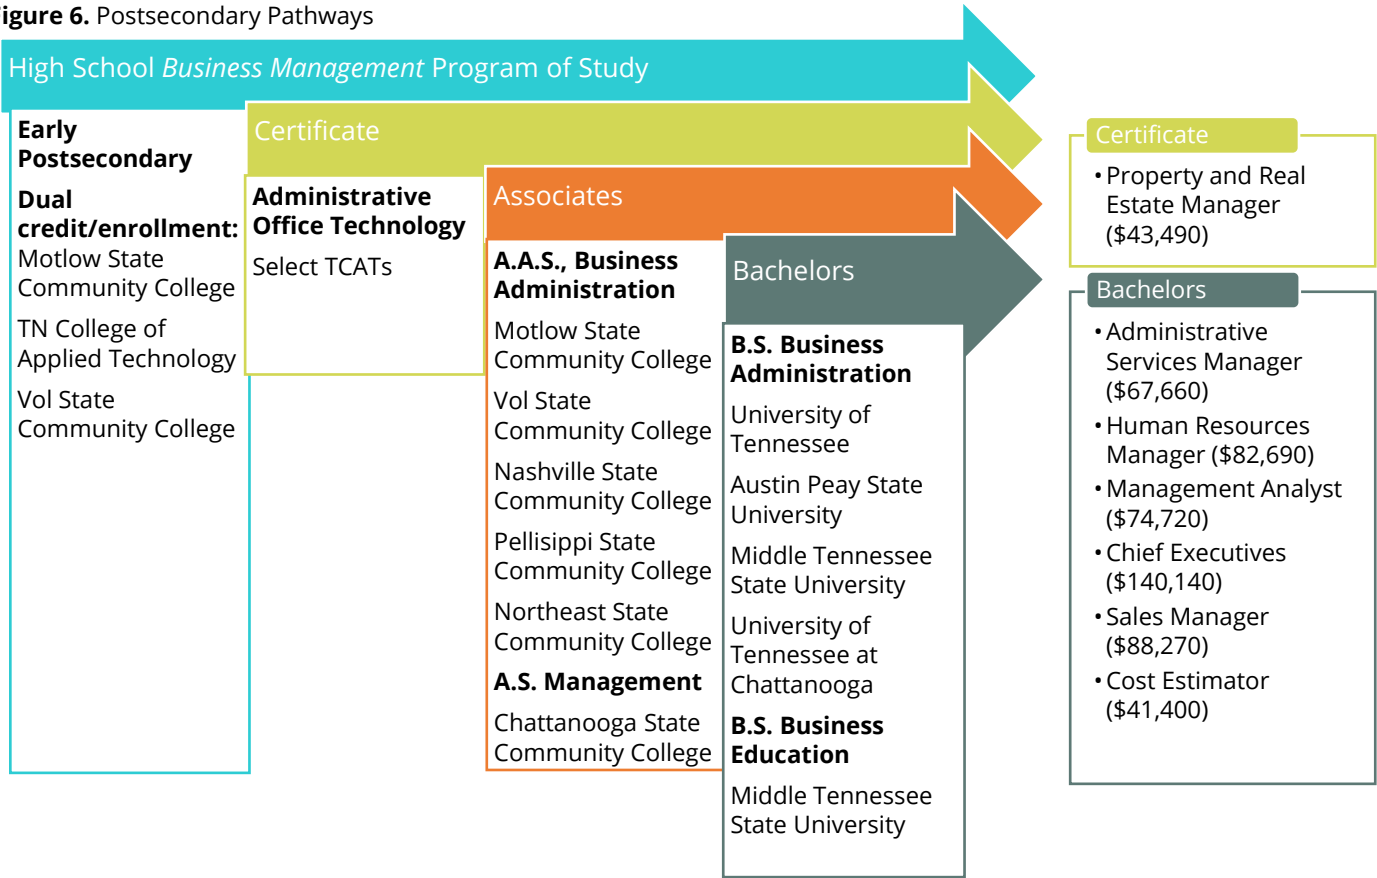 igure 6. Postsecondary Pathways
High School Business Management Program of Study
Early
Postsecondary
Dual
credit/enrollment:
Motlow State
Community College
TN College of
Applied Technology
Vol State
Community College
Certificate
Administrative
Office Technology
Select TCATs
Associates
A.A.S., Business
Administration
Motlow State
Community College
Vol State
Community College
Nashville State
Community College
Pellisippi State
Community College
Northeast State
Community College
A.S. Management
Chattanooga State
Community College
Bachelors
B.S. Business
Administration
University of
Tennessee
Austin Peay State
University
Middle Tennessee
State University
University of
Tennessee at
Chattanooga
B.S. Business
Education
Middle Tennessee
State University
Certificate
•Property and Real
Estate Manager
($43,490)
Bachelors
•Administrative
Services Manager
($67,660)
•Human Resources
Manager ($82,690)
•Management Analyst
($74,720)
•Chief Executives
($140,140)
•Sales Manager
($88,270)
•Cost Estimator
($41,400)